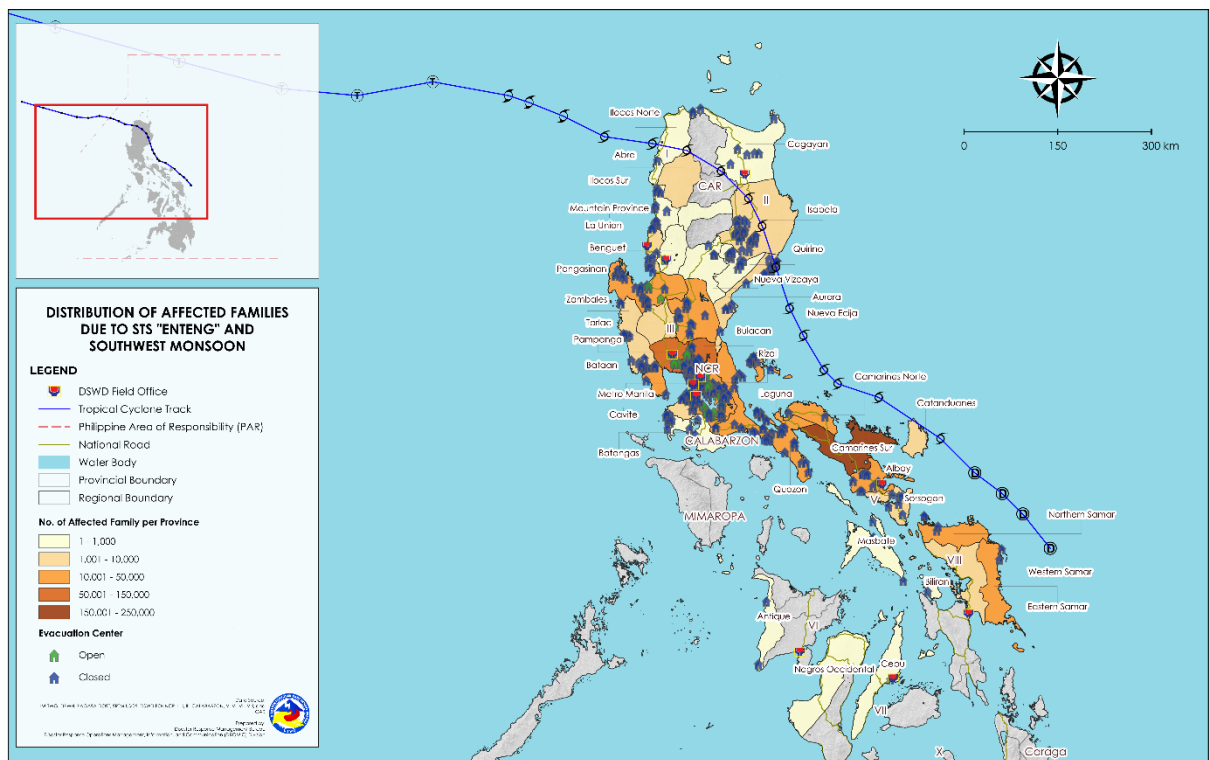 DISTRIBUTION OF AFFECTED FAMILIES
DUE TO STS "ENTENG" AND
SOUTHWEST MONSOON
LEGEND
DSWD Field Office
Tropical Cyclone Track
Philippine Area of Responsibility (PAR)
National Road
Water Body
Provincial Boundary
Regional Boundary
No. of Affected Family per Province
1 - 1,000
1,001 - 10,000
10,001 - 50,000
50,001 - 150,000
150,001 - 250,000
Evacuation Center
Open
Closed
Data Source:
Prepared by:
0 150 300 km
Ilocos Norte
Cagayan
Abra
Ilocos Sur
CAR
II
Mountain Province
Isabela
I
La Union
Benguet
Quirino
Pangasinan
Nueva Vizcaya
Zambales
Aurora
Nueva Ecija
Tarlac
III
Bulacan
Pampanga
Bataan
Rizal
NCR
Metro Manila
Laguna
Camarines Norte
Cavite
Catanduanes
CALABARZON
Batangas
Camarines Sur
Albay
Quezon
V
Sorsogon
MIMAROPA
Northern Samar
Masbate
VIII
Western Samar
Biliran
Eastern Samar
Antique
VI
Negros Occidental
Cebu
VII
X
Caraga